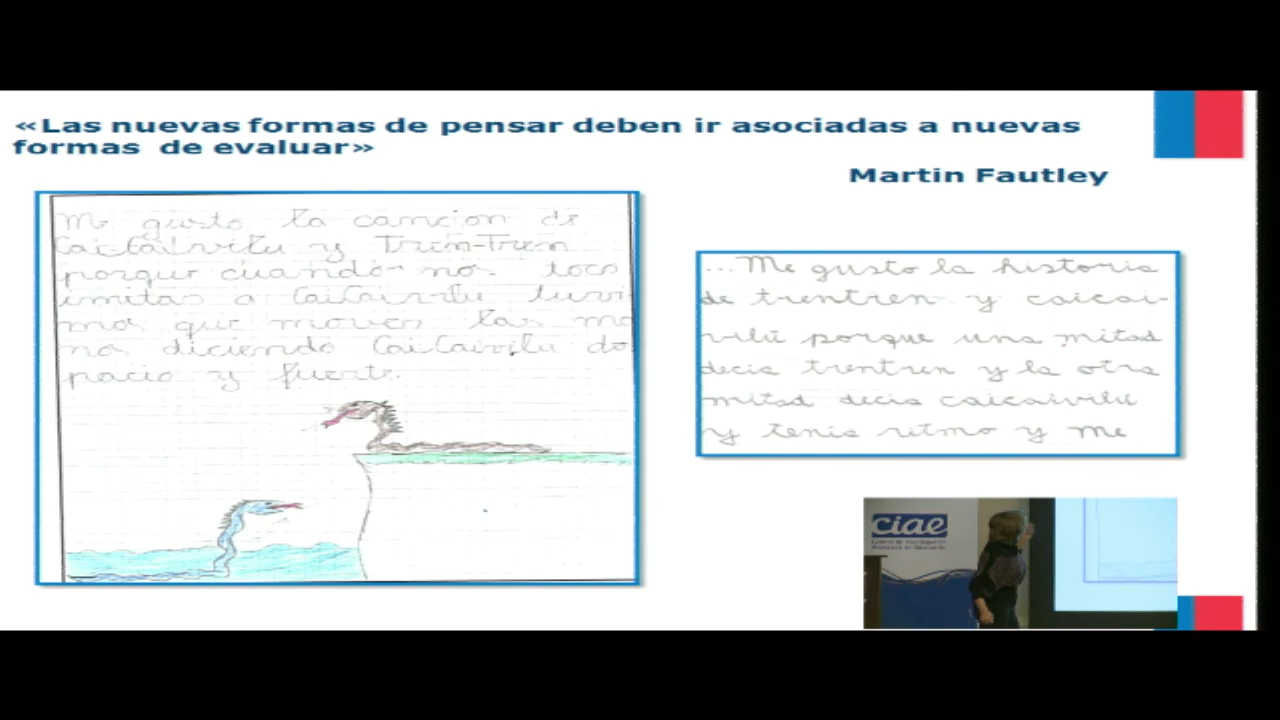 «Las nuevas formas de pensar deben ir asociadas a nuevas
formas de evaluar»
Martin Fautley
Me gusto la cancion de
CaiCaivilu y Tren-Tren
porque cuando nos toco
imitar a CaiCaivilu tuvi
mos que mover las ma
nos diciendo CaiCaivilu de
pacio y fuerte.
...Me gusto la historia
de trentren y caicai-
vilú porque una mitad
decia trentren y la otra
mitad decia caicaivilu
y tenia ritmo y me
ciae